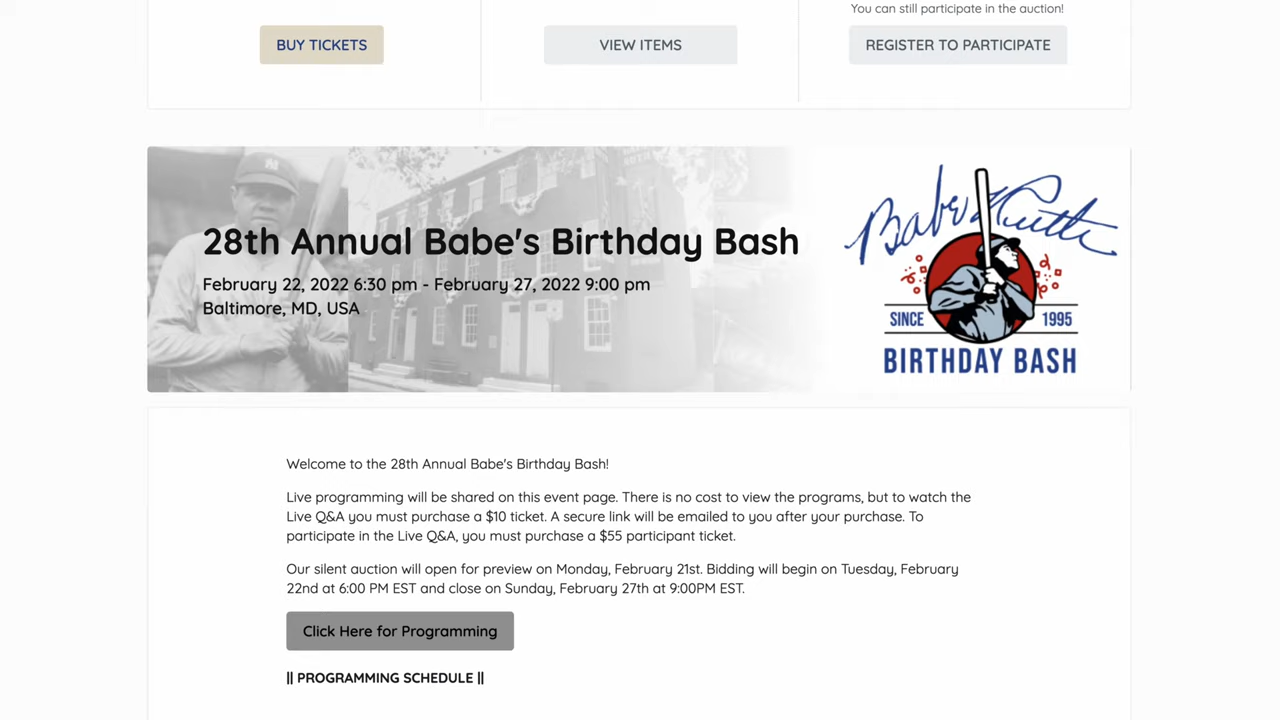 You can still participate in the auction!
BUY TICKETS
VIEW ITEMS
REGISTER TO PARTICIPATE
28th Annual Babe's Birthday Bash
February 22, 2022 6:30 pm - February 27, 2022 9:00 pm
Baltimore, MD, USA
Babe Ruth
SINCE 1995
BIRTHDAY BASH
Welcome to the 28th Annual Babe's Birthday Bash!
Live programming will be shared on this event page. There is no cost to view the programs, but to watch the
Live Q&A you must purchase a $10 ticket. A secure link will be emailed to you after your purchase. To
participate in the Live Q&A, you must purchase a $55 participant ticket.
Our silent auction will open for preview on Monday, February 21st. Bidding will begin on Tuesday, February
22nd at 6:00 PM EST and close on Sunday, February 27th at 9:00PM EST.
Click Here for Programming
|| PROGRAMMING SCHEDULE ||